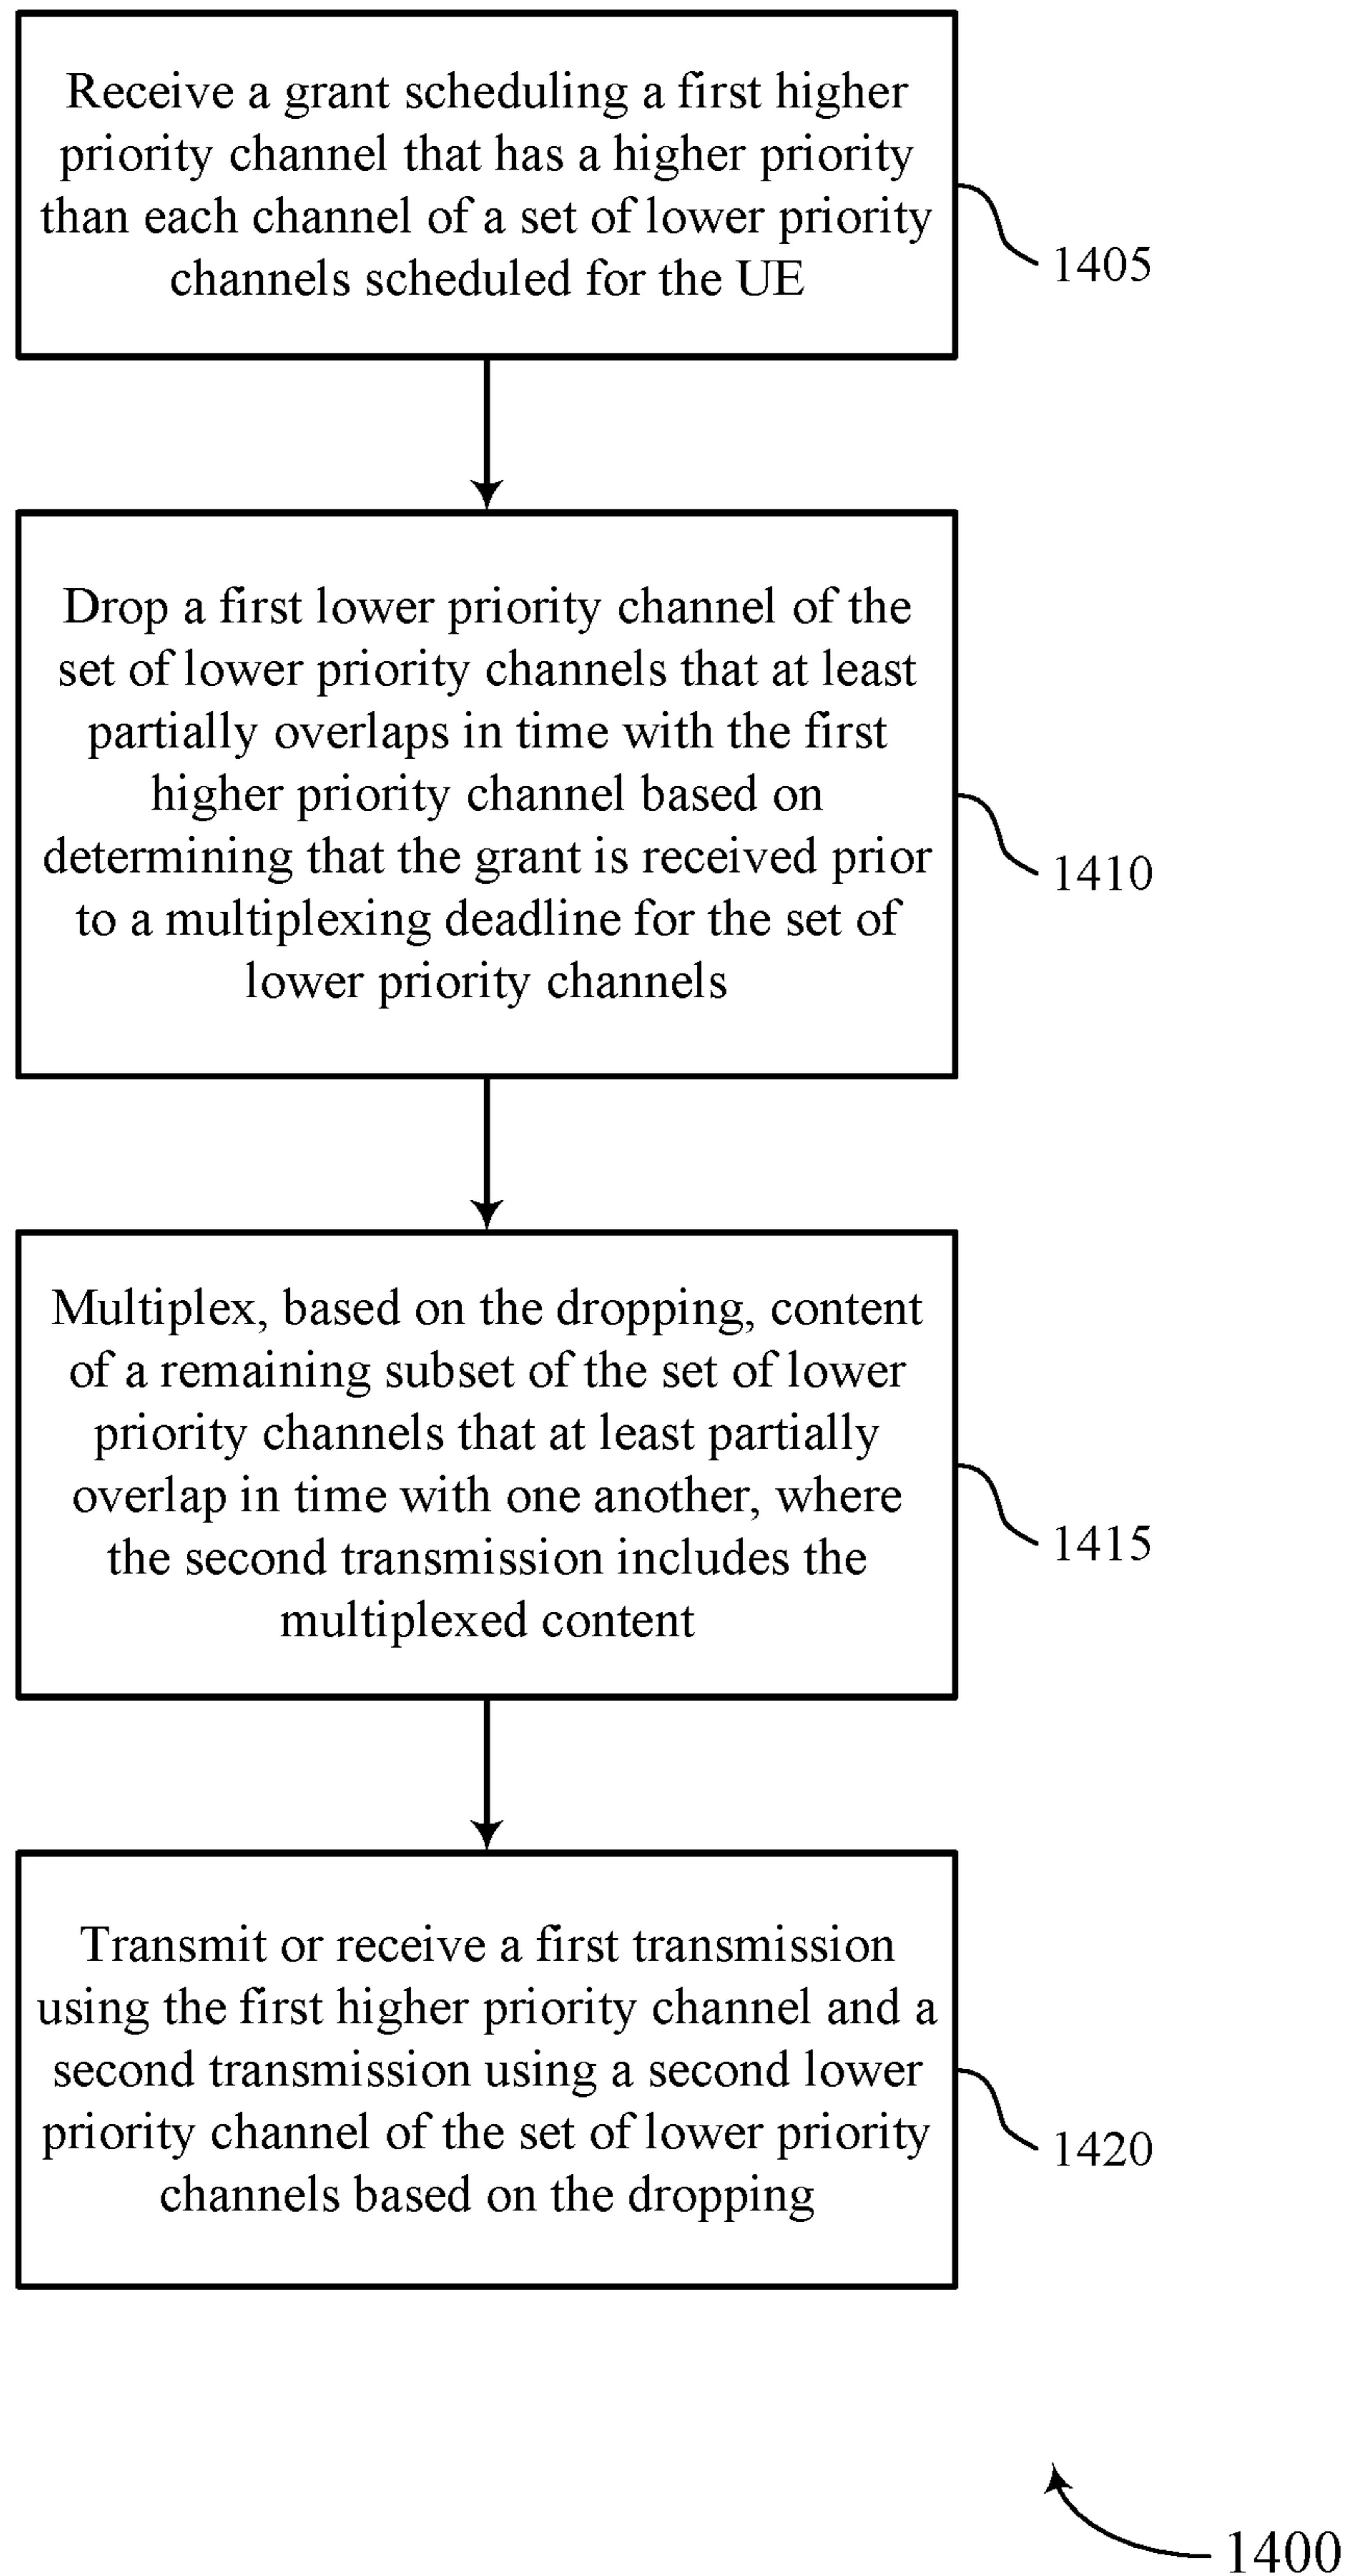 Receive a grant scheduling a first higher
priority channel that has a higher priority
than each channel of a set of lower priority
channels scheduled for the UE
1405
Drop a first lower priority channel of the
set of lower priority channels that at least
partially overlaps in time with the first
higher priority channel based on
determining that the grant is received prior
to a multiplexing deadline for the set of
lower priority channels
1410
Multiplex, based on the dropping, content
of a remaining subset of the set of lower
priority channels that at least partially
overlap in time with one another, where
the second transmission includes the
multiplexed content
1415
Transmit or receive a first transmission
using the first higher priority channel and a
second transmission using a second lower
priority channel of the set of lower priority
channels based on the dropping
1420
1400